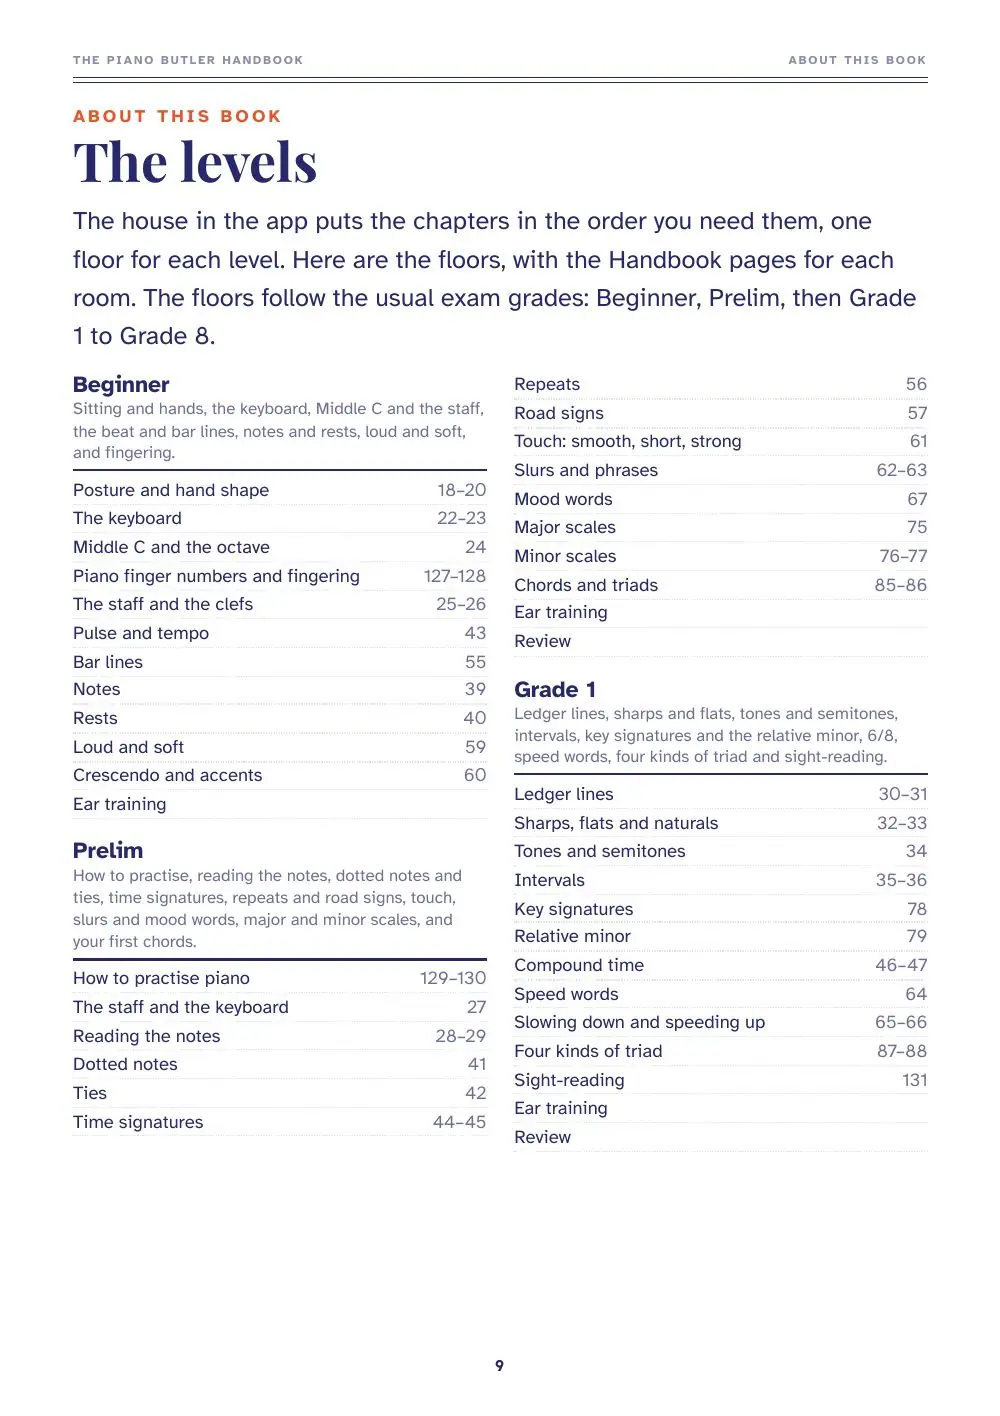 THE PIANO BUTLER HANDBOOK
ABOUT THIS BOOK
ABOUT THIS BOOK
The levels
The house in the app puts the chapters in the order you need them, one
floor for each level. Here are the floors, with the Handbook pages for each
room. The floors follow the usual exam grades: Beginner, Prelim, then Grade
1 to Grade 8.
Beginner
Sitting and hands, the keyboard, Middle C and the staff,
the beat and bar lines, notes and rests, loud and soft,
and fingering.
Posture and hand shape 18–20
The keyboard 22–23
Middle C and the octave 24
Piano finger numbers and fingering 127–128
The staff and the clefs 25–26
Pulse and tempo 43
Bar lines 55
Notes 39
Rests 40
Loud and soft 59
Crescendo and accents 60
Ear training
Prelim
How to practise, reading the notes, dotted notes and
ties, time signatures, repeats and road signs, touch,
slurs and mood words, major and minor scales, and
your first chords.
How to practise piano 129–130
The staff and the keyboard 27
Reading the notes 28–29
Dotted notes 41
Ties 42
Time signatures 44–45
Repeats 56
Road signs 57
Touch: smooth, short, strong 61
Slurs and phrases 62–63
Mood words 67
Major scales 75
Minor scales 76–77
Chords and triads 85–86
Ear training
Review
Grade 1
Ledger lines, sharps and flats, tones and semitones,
intervals, key signatures and the relative minor, 6/8,
speed words, four kinds of triad and sight-reading.
Ledger lines 30–31
Sharps, flats and naturals 32–33
Tones and semitones 34
Intervals 35–36
Key signatures 78
Relative minor 79
Compound time 46–47
Speed words 64
Slowing down and speeding up 65–66
Four kinds of triad 87–88
Sight-reading 131
Ear training
Review
9